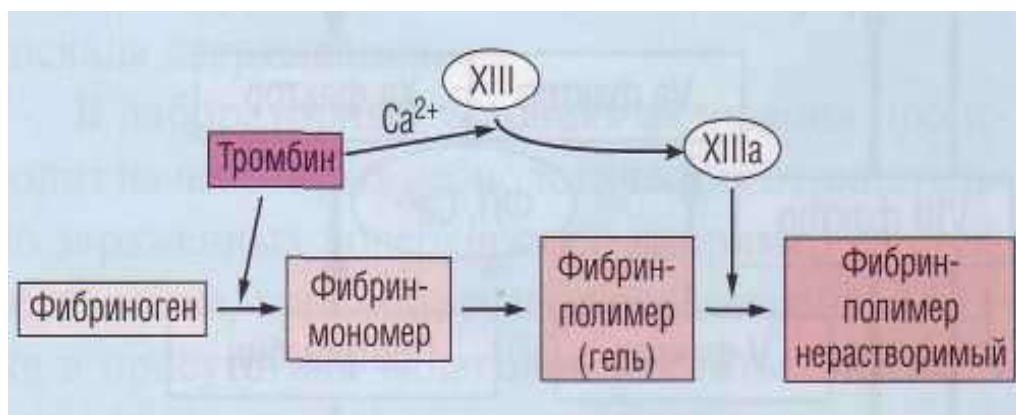 XIII
Ca²⁺
Тромбин
XIIIa
Фибриноген
Фибрин-
мономер
Фибрин-
полимер
(гель)
Фибрин-
полимер
нерастворимый